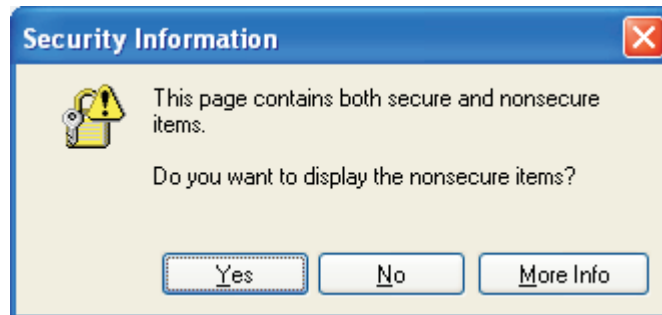 Security Information
This page contains both secure and nonsecure
items.
Do you want to display the nonsecure items?
Yes
No
More Info